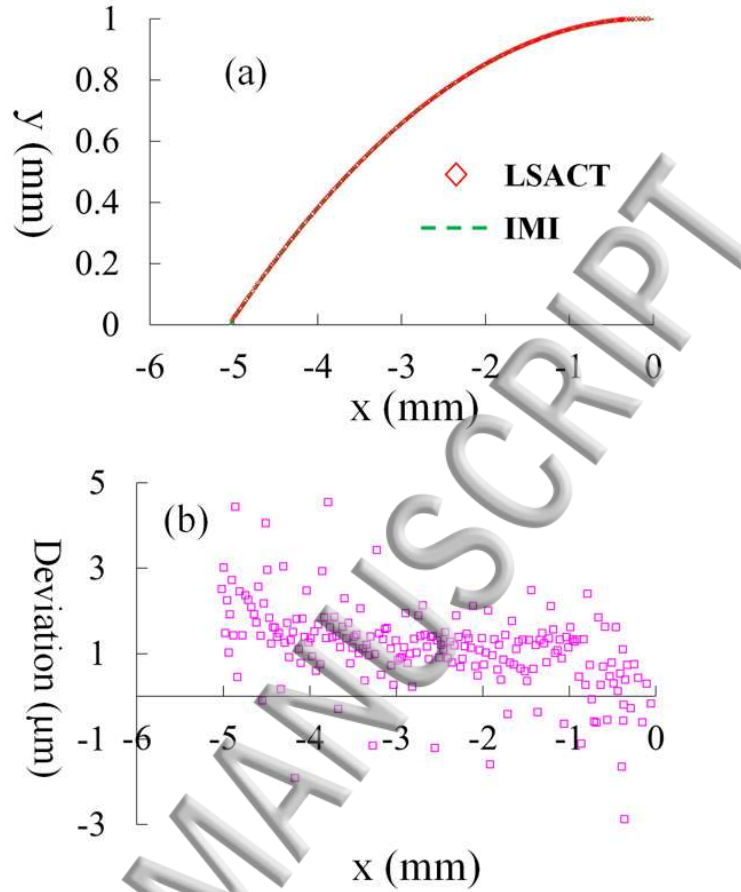 1
0.8
0.6
0.4
0.2
0
y (mm)
(a)
LSACT
IMI
-6 -5 -4 -3 -2 -1 0
x (mm)
5
3
1
-1
-3
Deviation (μm)
(b)
-6 -5 -4 -3 -2 -1 0
x (mm)
MANUSCRIPT